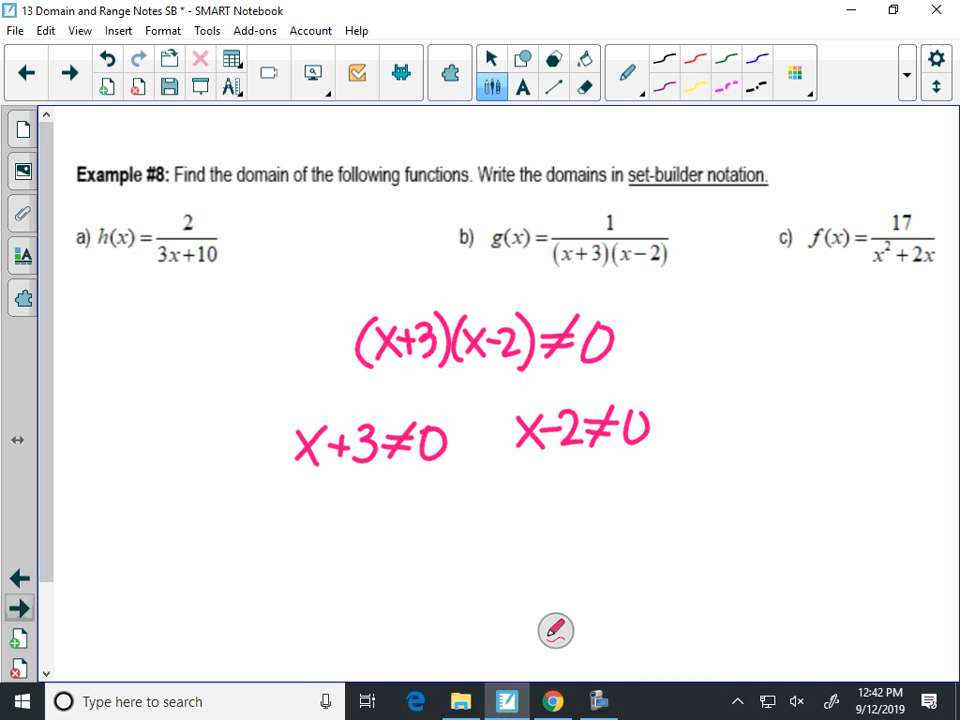 13 Domain and Range Notes SB * - SMART Notebook
File Edit View Insert Format Tools Add-ons Account Help
Example #8: Find the domain of the following functions. Write the domains in set-builder notation.
a) h(x) = 2/(3x+10) b) g(x) = 1/((x+3)(x−2)) c) f(x) = 17/(x²+2x)
(x+3)(x-2)≠0
x+3≠0 x-2≠0
Type here to search
12:42 PM
9/12/2019